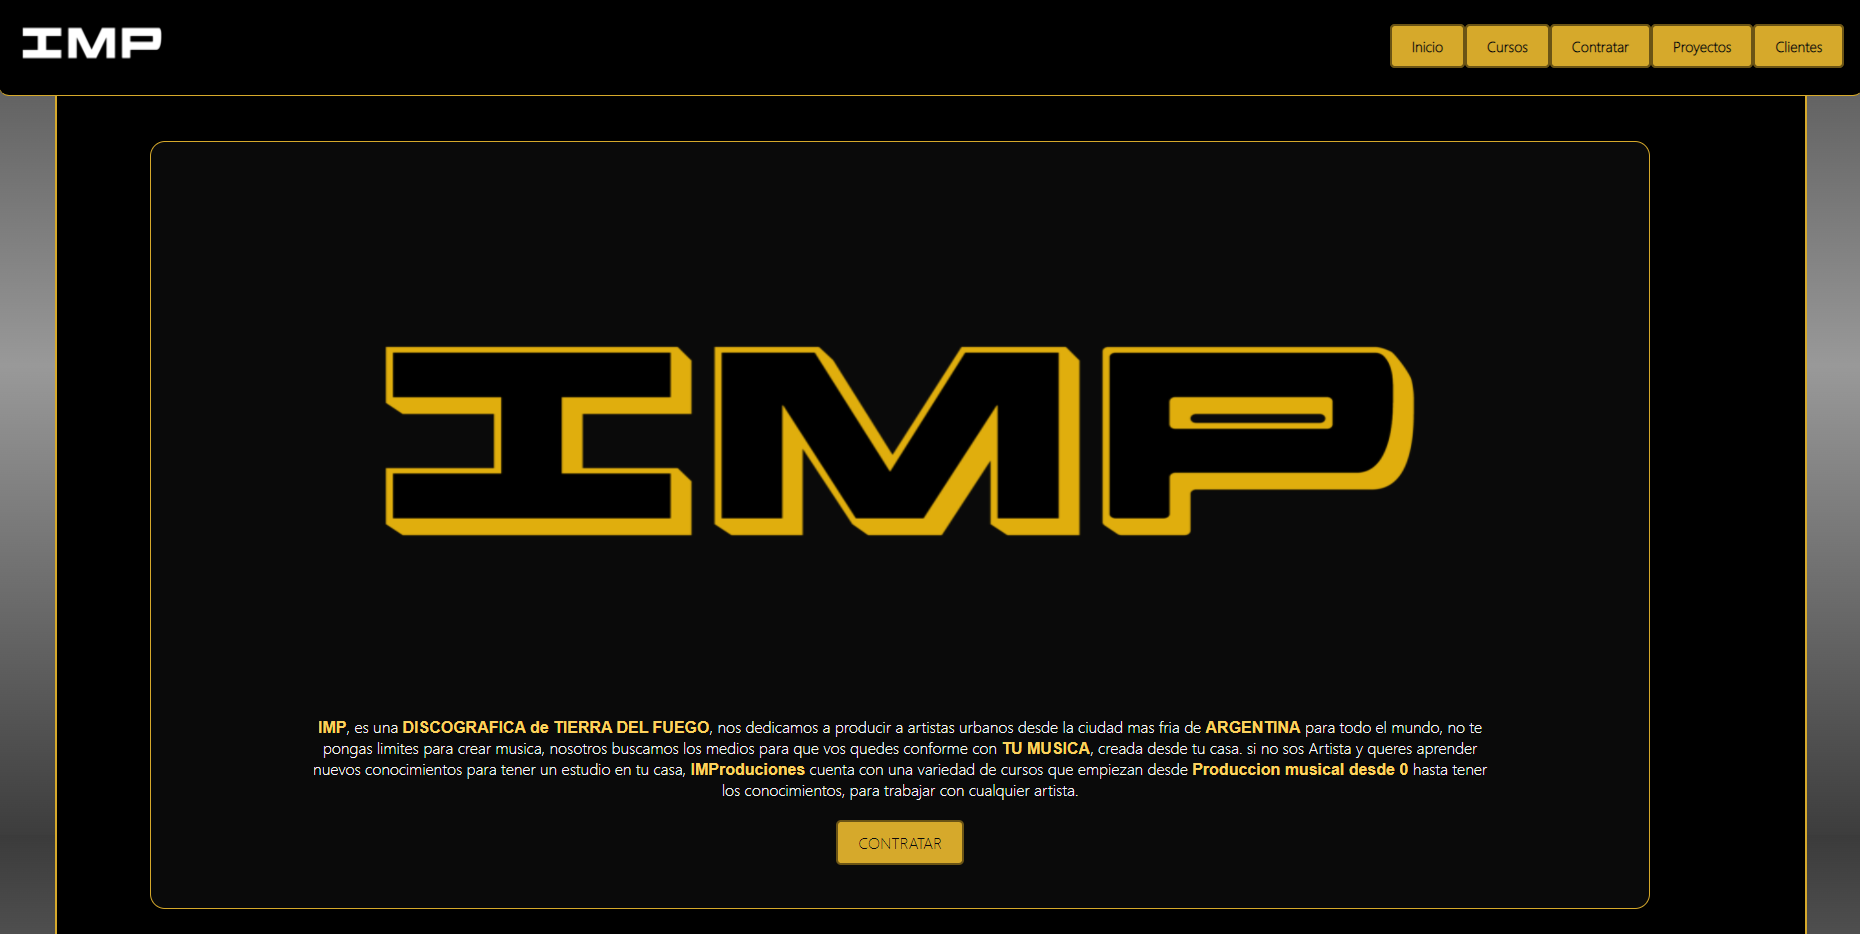 IMP
Inicio
Cursos
Contratar
Proyectos
Clientes
IMP
IMP, es una DISCOGRAFICA de TIERRA DEL FUEGO, nos dedicamos a producir a artistas urbanos desde la ciudad mas fria de ARGENTINA para todo el mundo, no te
pongas limites para crear musica, nosotros buscamos los medios para que vos quedes conforme con TU MUSICA, creada desde tu casa. si no sos Artista y queres aprender
nuevos conocimientos para tener un estudio en tu casa, IMProduciones cuenta con una variedad de cursos que empiezan desde Produccion musical desde 0 hasta tener
los conocimientos, para trabajar con cualquier artista.
CONTRATAR